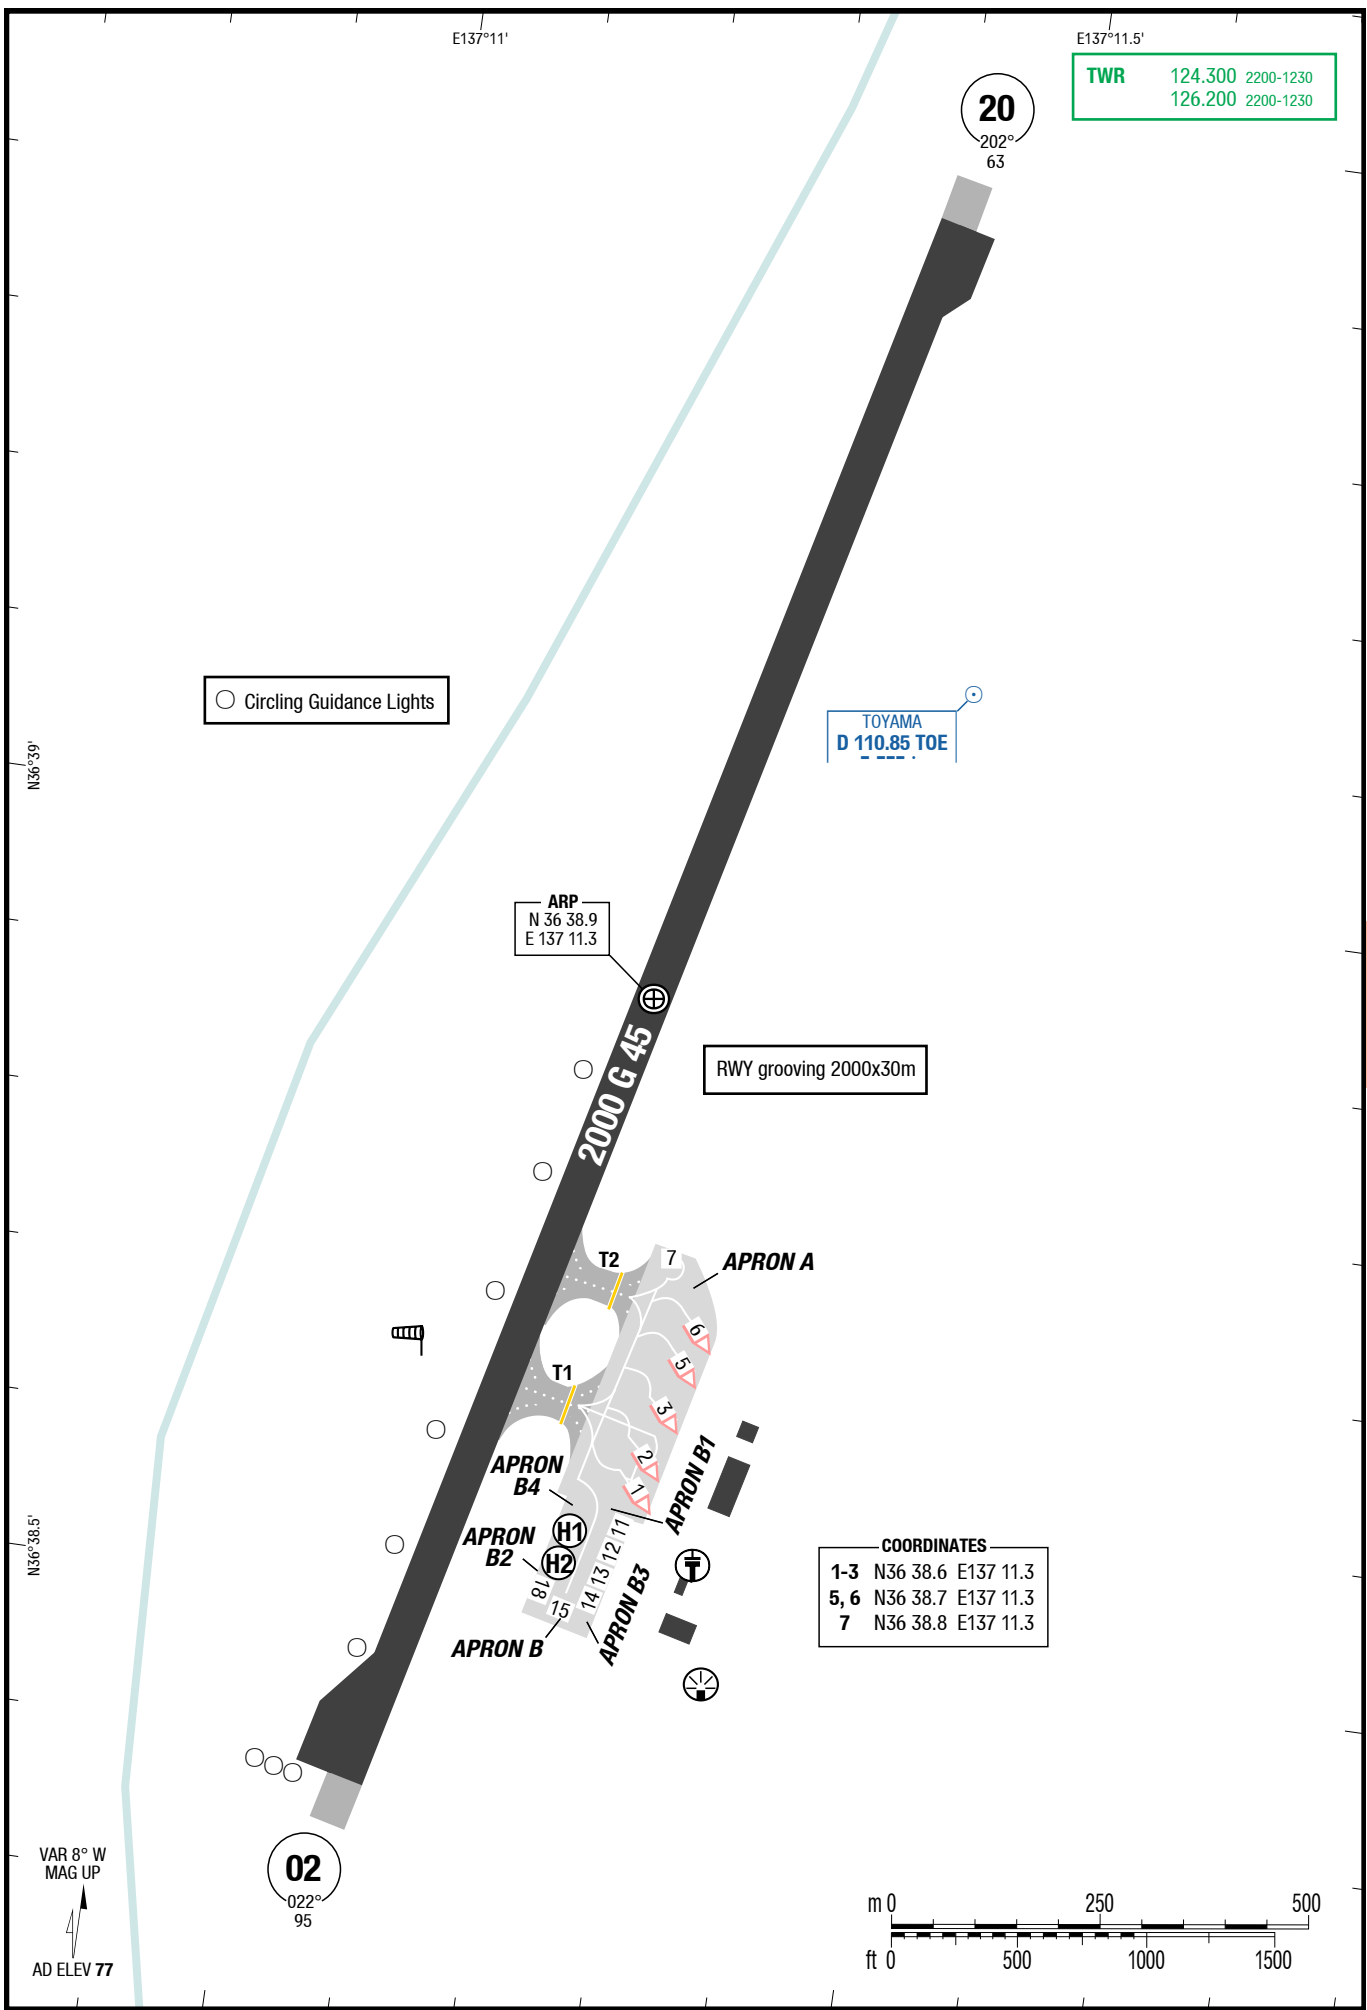 E137°11'
E137°11.5'
TWR 124.300 2200-1230
126.200 2200-1230
20
202°
63
Circling Guidance Lights
TOYAMA
D 110.85 TOE
N36°39'
ARP
N 36 38.9
E 137 11.3
2000 G 45
RWY grooving 2000x30m
T2
7
APRON A
6
5
T1
3
2
1
APRON B1
APRON
B4
H1
11
APRON
B2
H2
12
13
14
18
15
APRON B3
APRON B
N36°38.5'
COORDINATES
1-3 N36 38.6 E137 11.3
5, 6 N36 38.7 E137 11.3
7 N36 38.8 E137 11.3
02
022°
95
VAR 8° W
MAG UP
AD ELEV 77
m 0 250 500
ft 0 500 1000 1500